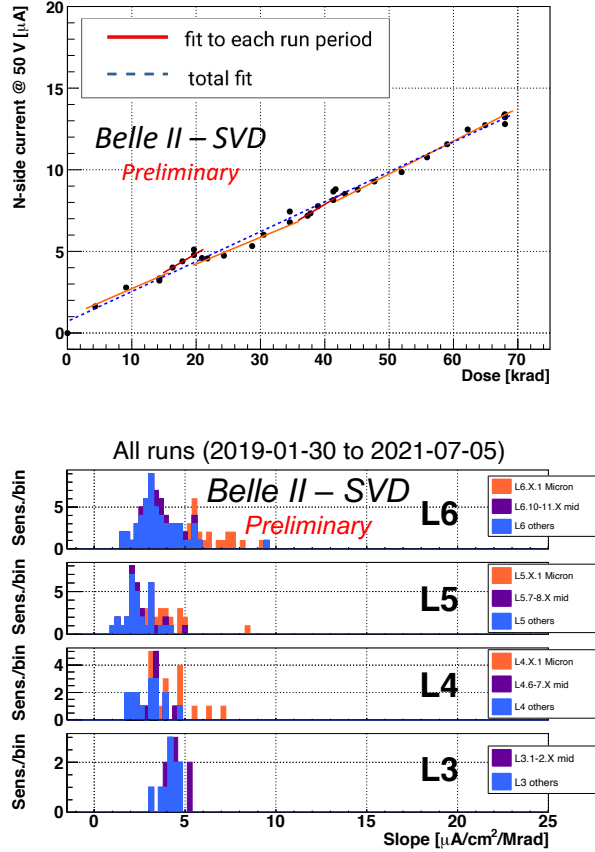 N-side current @ 50 V [μA]
20
15
10
5
0
fit to each run period
total fit
Belle II – SVD
Preliminary
0 10 20 30 40 50 60 70
Dose [krad]
All runs (2019-01-30 to 2021-07-05)
Sens./bin
5
0
Belle II – SVD
Preliminary
L6
L6.X.1 Micron
L6.10-11.X mid
L6 others
Sens./bin
5
0
L5
L5.X.1 Micron
L5.7-8.X mid
L5 others
Sens./bin
4
2
0
L4
L4.X.1 Micron
L4.6-7.X mid
L4 others
Sens./bin
2
0
L3
L3.1-2.X mid
L3 others
0 5 10 15 20 25
Slope [μA/cm²/Mrad]